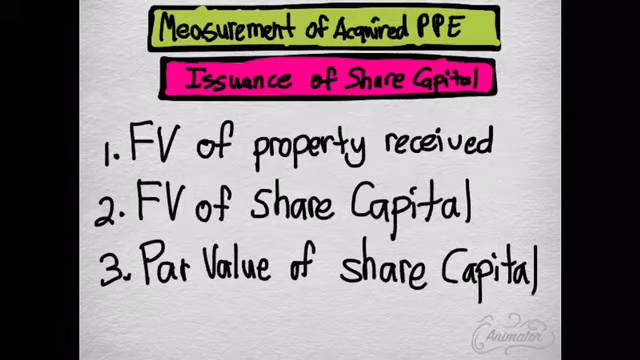 Measurement of Acquired PPE
Issuance of Share Capital
1. FV of property received
2. FV of Share Capital
3. Par Value of share Capital
Animator